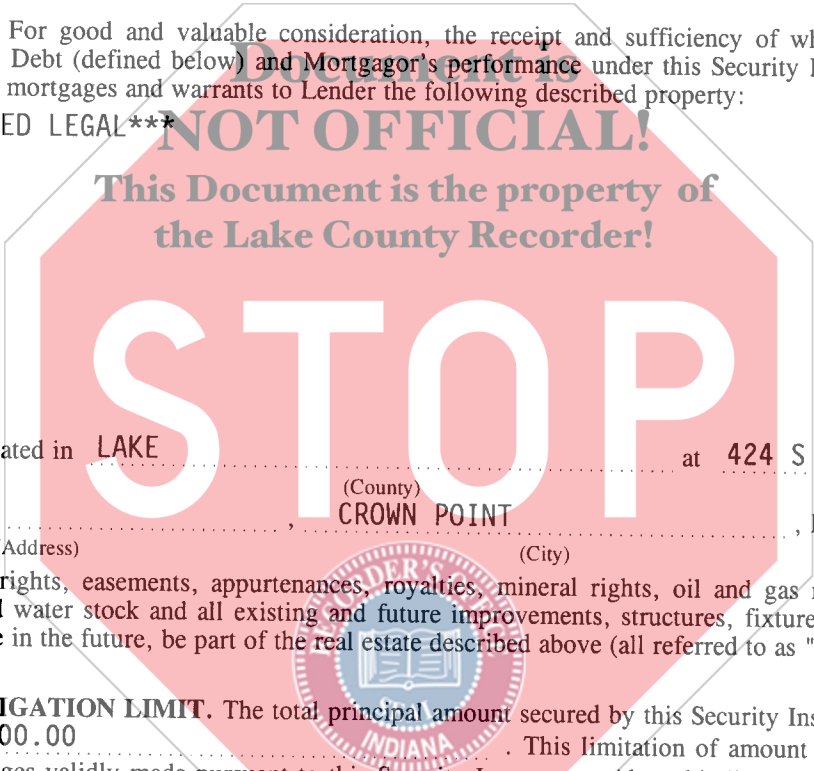 For good and valuable consideration, the receipt and sufficiency of
Document is
Debt (defined below) and Mortgagor's performance under this Security
mortgages and warrants to Lender the following described property:
ED LEGAL***
NOT OFFICIAL!
This Document is the property of
the Lake County Recorder!
STOP
ated in LAKE at 424 S
(County)
, CROWN POINT ,
Address) (City)
rights, easements, appurtenances, royalties, mineral rights, oil and gas
water stock and all existing and future improvements, structures,
in the future, be part of the real estate described above (all referred to as "
IGATION LIMIT. The total principal amount secured by this Security
00.00 . This limitation of amount
INDIANA